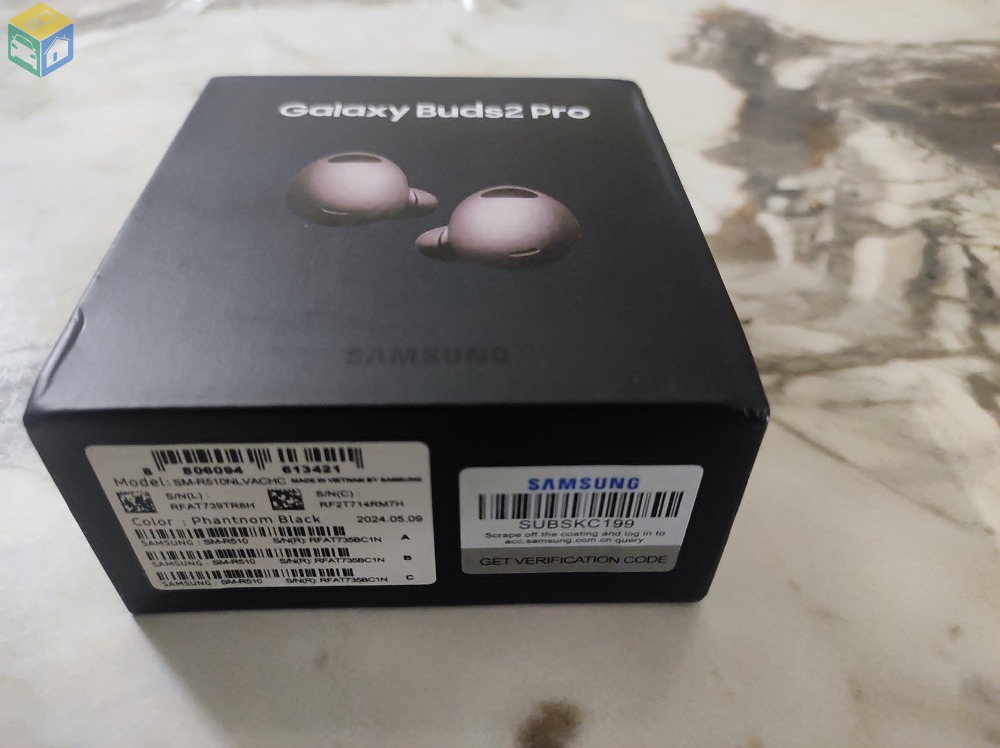 Galaxy Buds2 Pro
SAMSUNG
8 806094 613421
Model: SM-R510NLVACHC MADE IN VIETNAM BY SAMSUNG
S/N(L): S/N(C):
RFAT739TR6H RF2T714RM7H
Color : Phantnom Black 2024.05.09
SAMSUNG SM-R510 S/N(R): RFAT735BC1N A
SAMSUNG SM-R510 S/N(R): RFAT735BC1N B
SAMSUNG SM-R510 S/N(R): RFAT735BC1N C
SAMSUNG
SUBSKC199
Scrape off the coating and log in to
acc.samsung.com.cn query
GET VERIFICATION CODE